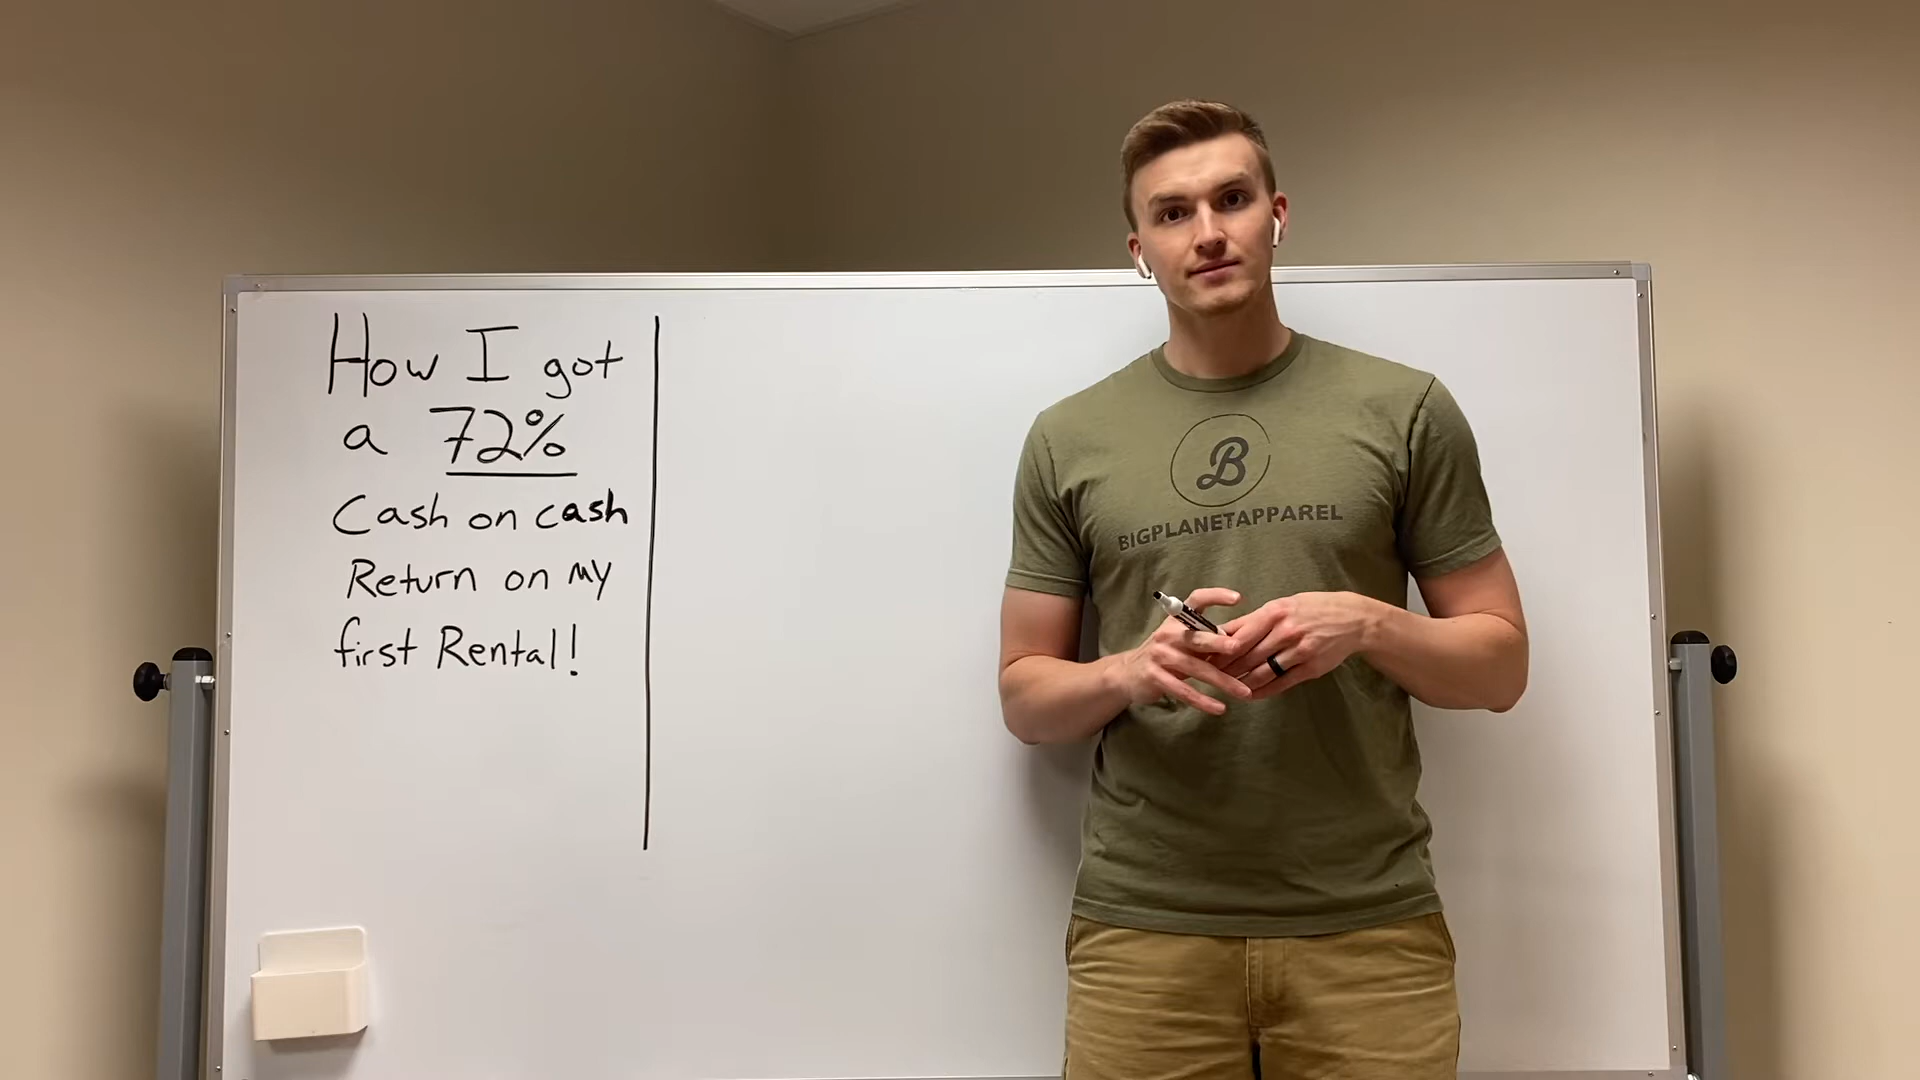 How I got
a 72%
Cash on cash
Return on my
first Rental!
B
BIGPLANETAPPAREL